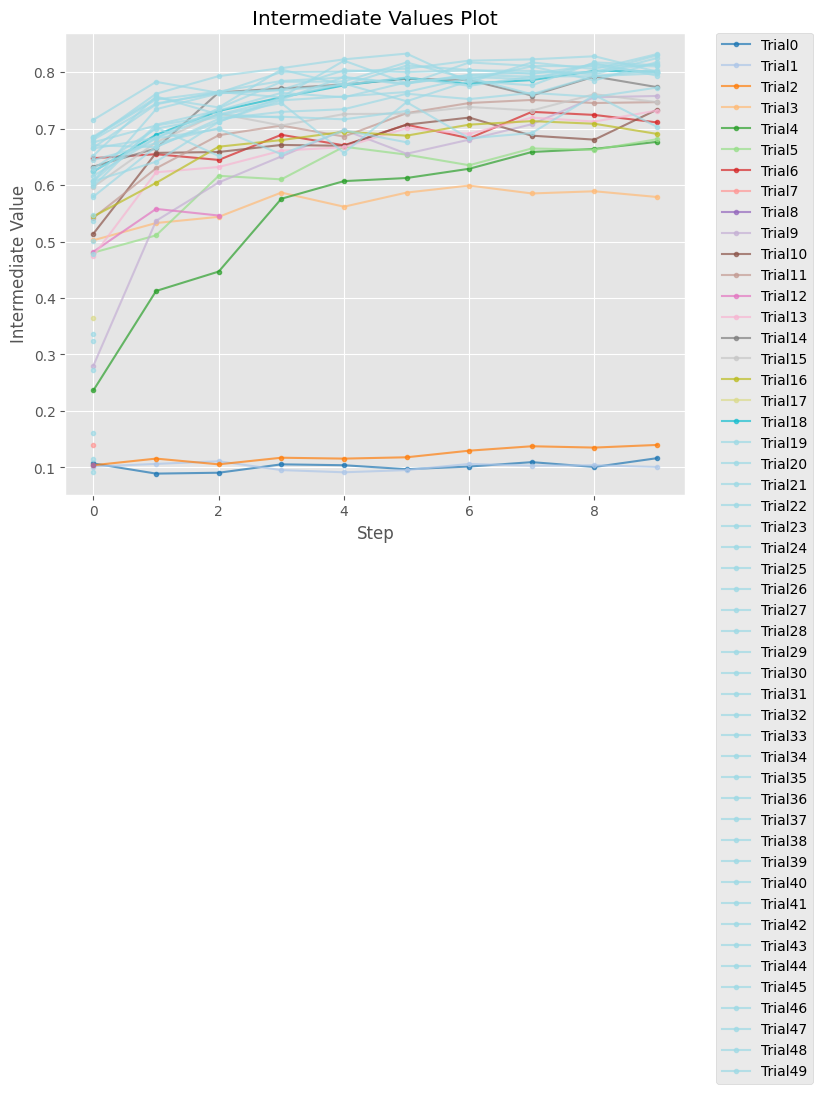 Intermediate Values Plot
Intermediate Value
0.8
0.7
0.6
0.5
0.4
0.3
0.2
0.1
0 2 4 6 8
Step
Trial0
Trial1
Trial2
Trial3
Trial4
Trial5
Trial6
Trial7
Trial8
Trial9
Trial10
Trial11
Trial12
Trial13
Trial14
Trial15
Trial16
Trial17
Trial18
Trial19
Trial20
Trial21
Trial22
Trial23
Trial24
Trial25
Trial26
Trial27
Trial28
Trial29
Trial30
Trial31
Trial32
Trial33
Trial34
Trial35
Trial36
Trial37
Trial38
Trial39
Trial40
Trial41
Trial42
Trial43
Trial44
Trial45
Trial46
Trial47
Trial48
Trial49